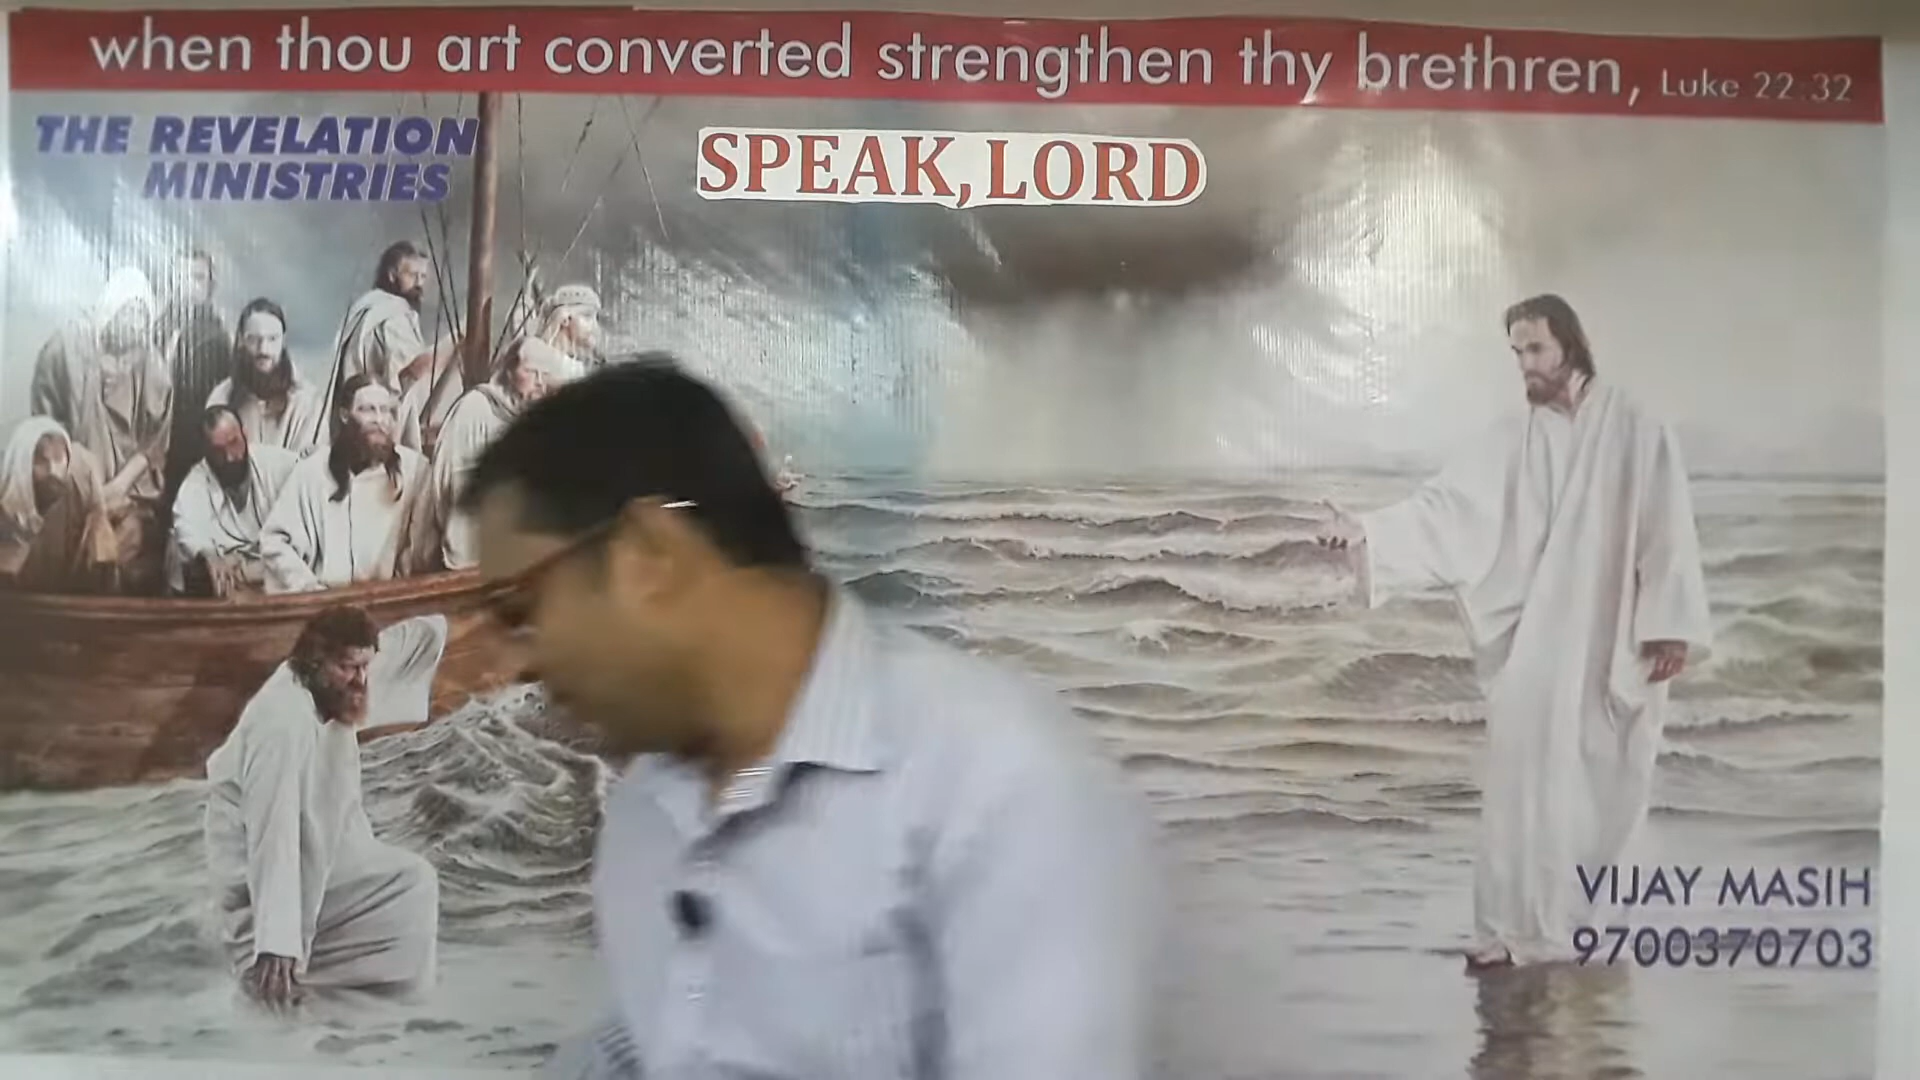 when thou art converted strengthen thy brethren, Luke 22:32
THE REVELATION
MINISTRIES
SPEAK, LORD
VIJAY MASIH
9700370703